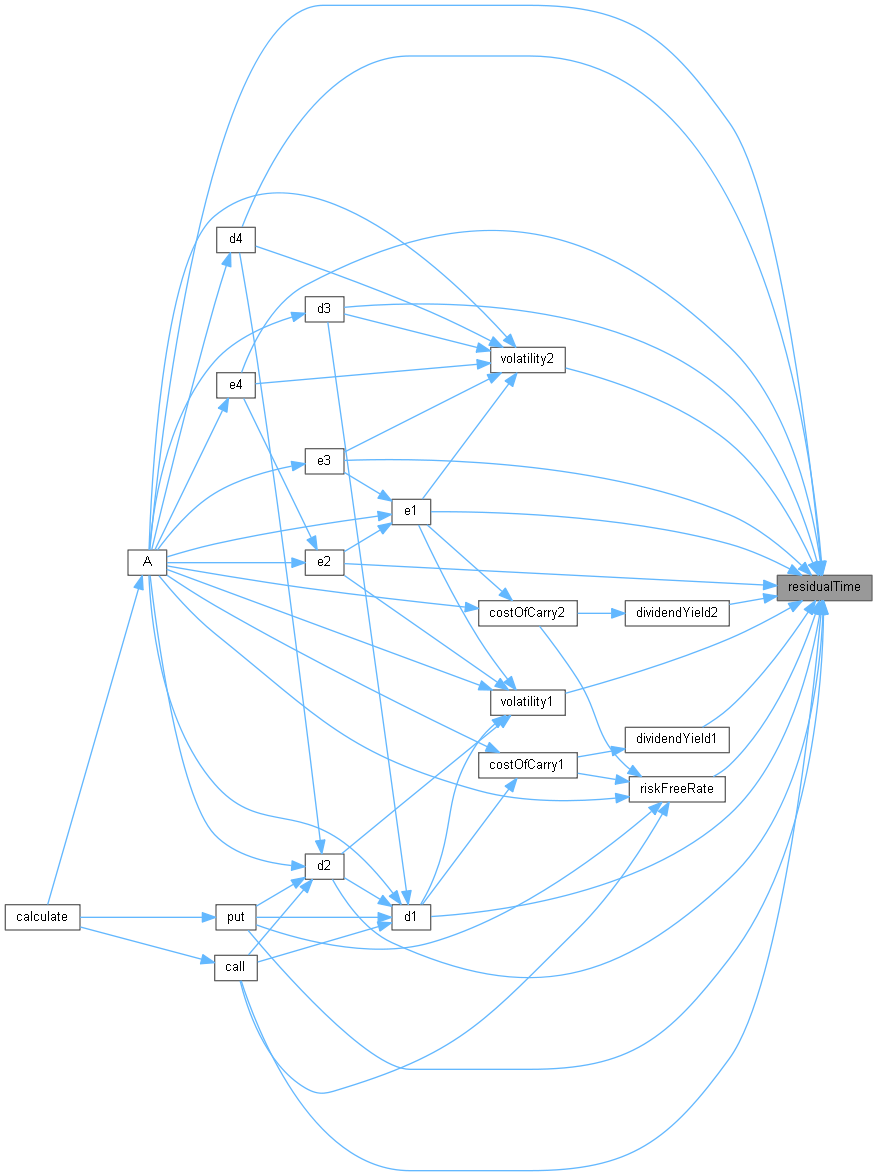 d4
d3
volatility2
e4
e3
e1
A
e2
residualTime
costOfCarry2
dividendYield2
volatility1
dividendYield1
costOfCarry1
riskFreeRate
d2
calculate
put
d1
call